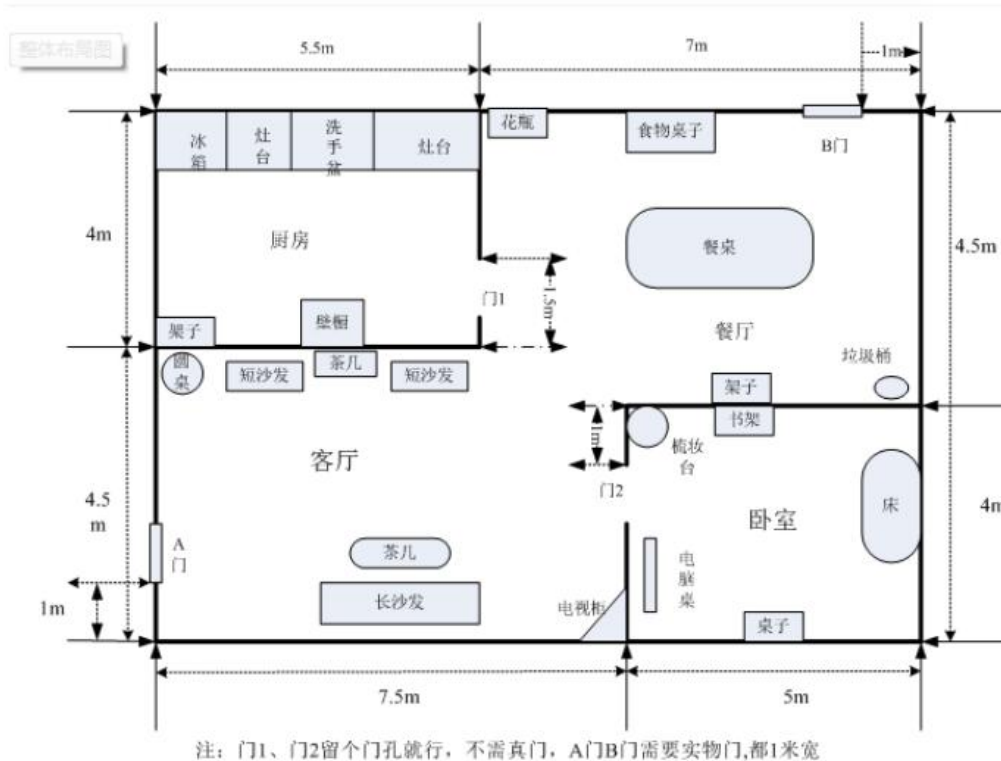 整体布局图
5.5m
7m
1m
冰箱
灶台
洗手盆
灶台
花瓶
食物桌子
B门
4m
厨房
餐桌
4.5m
门1
1.5m
架子
壁橱
餐厅
垃圾桶
圆桌
短沙发
茶几
短沙发
架子
书架
1m
梳妆台
客厅
门2
床
卧室
4.5
m
4m
A门
茶几
电脑桌
1m
长沙发
电视柜
桌子
7.5m
5m
注：门1、门2留个门孔就行，不需真门，A门B门需要实物门,都1米宽